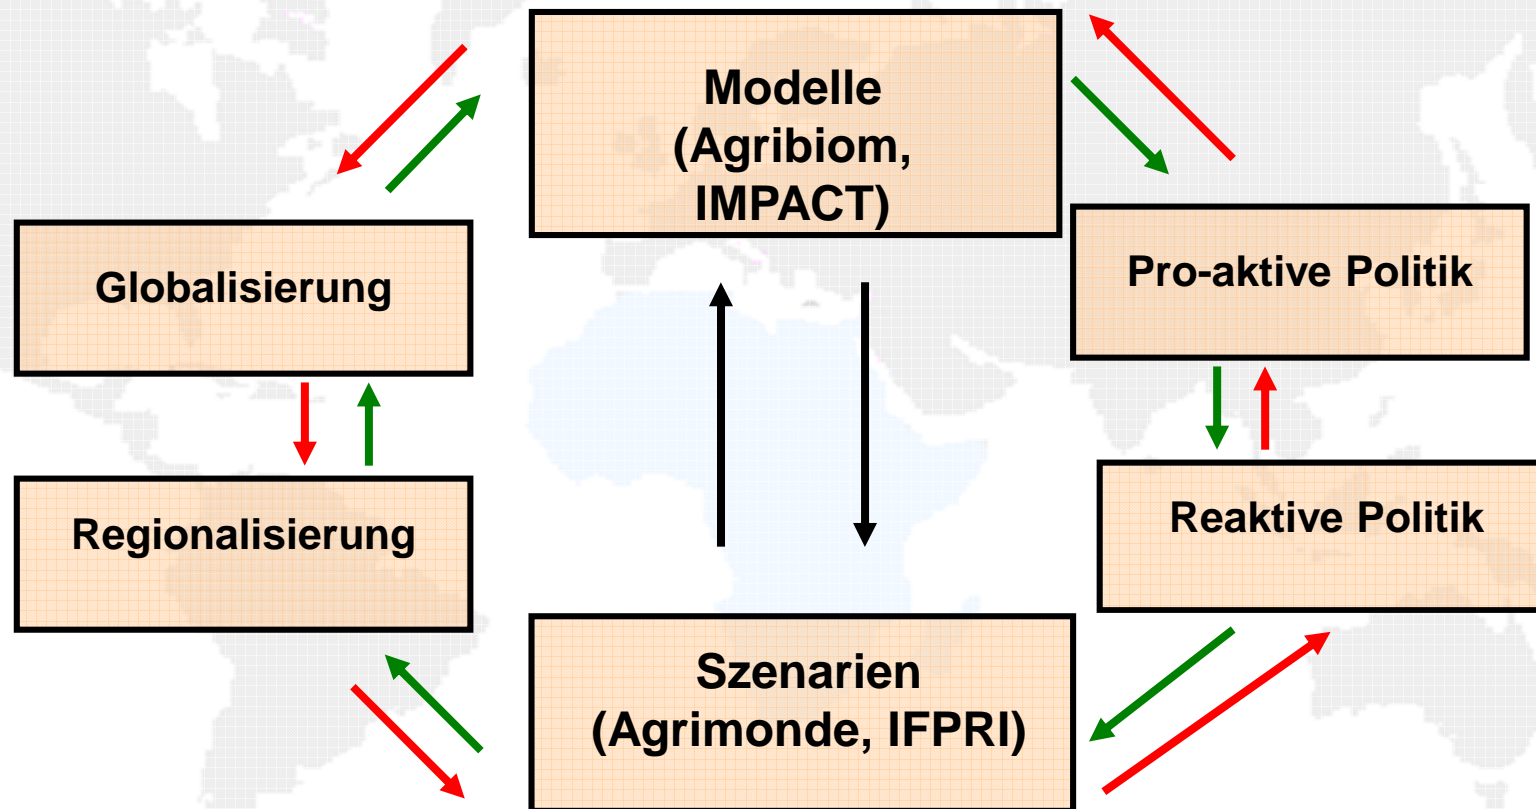 Modelle
(Agribiom,
IMPACT)
Globalisierung
Pro-aktive Politik
Regionalisierung
Reaktive Politik
Szenarien
(Agrimonde, IFPRI)